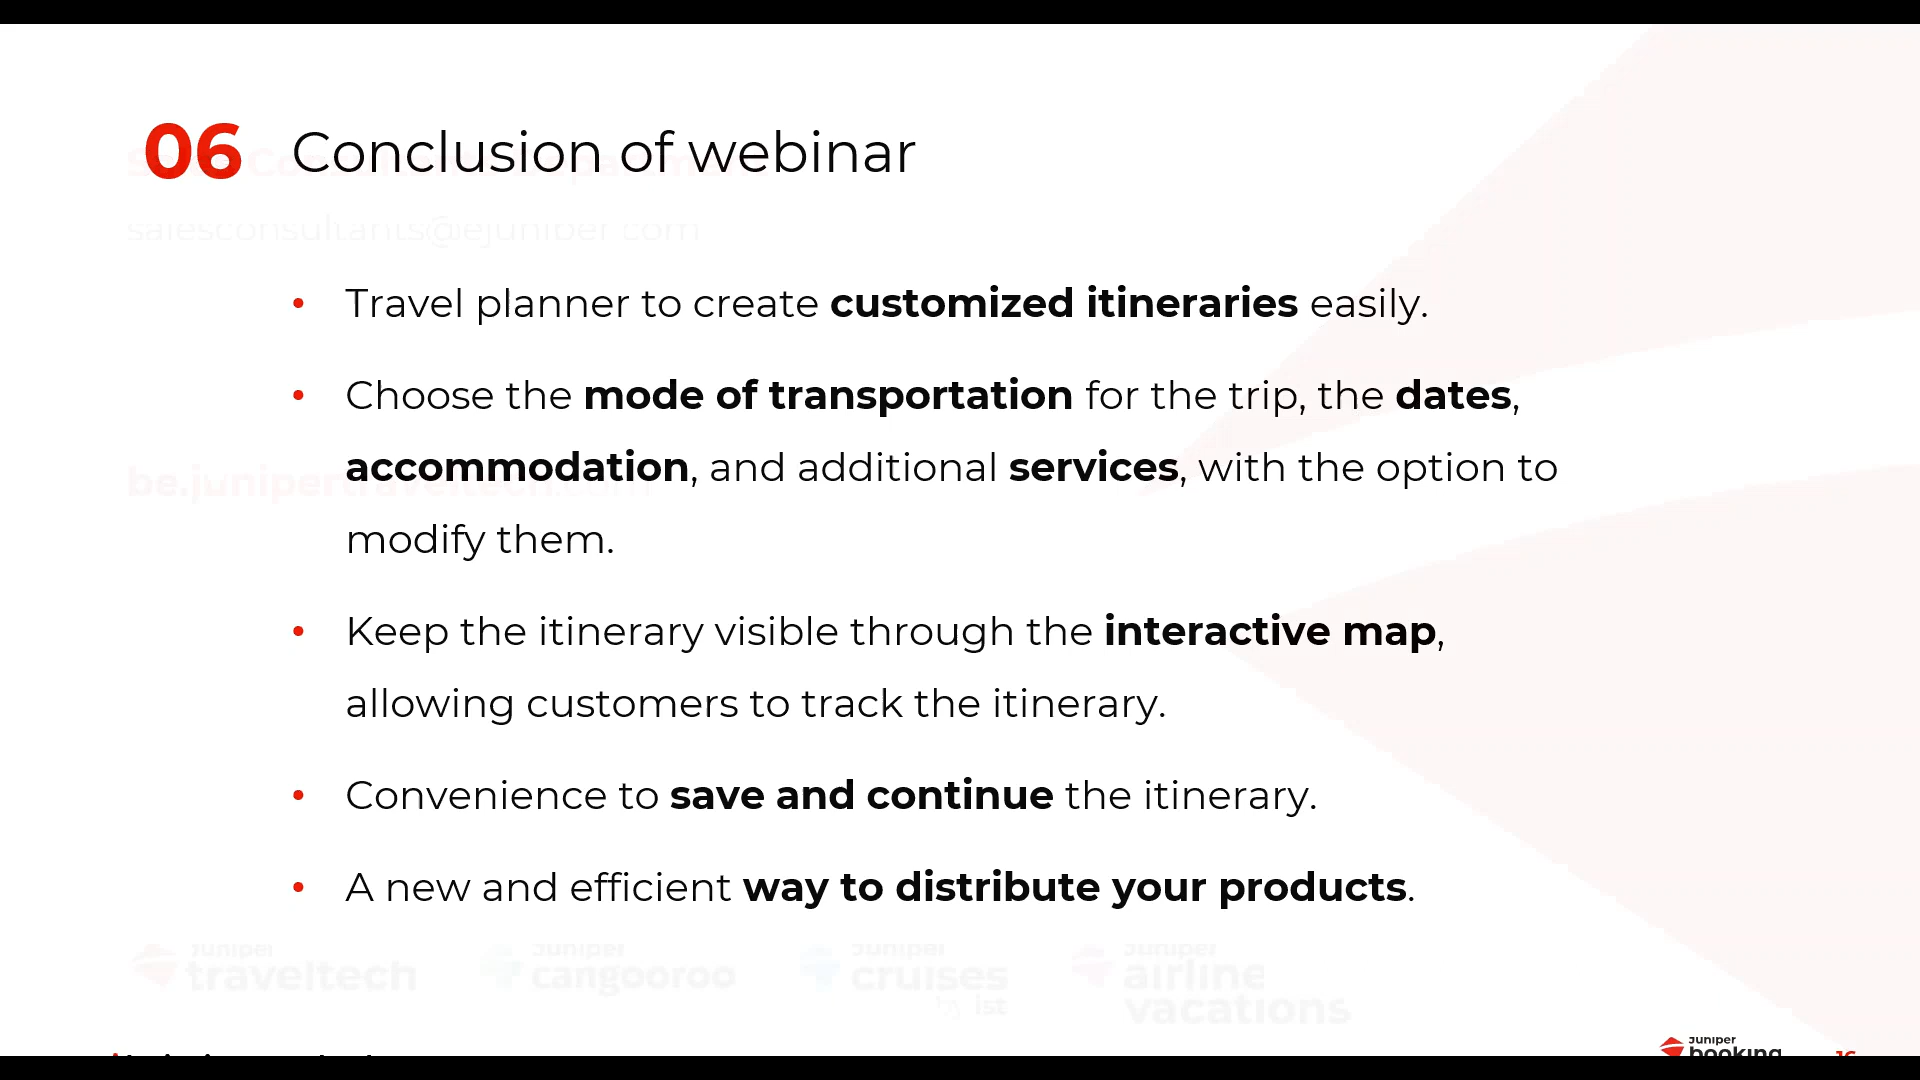 06 Conclusion of webinar
salesconsultants@ejuniper.com
• Travel planner to create customized itineraries easily.
• Choose the mode of transportation for the trip, the dates,
accommodation, and additional services, with the option to
modify them.
be.junipertraveltech.com
• Keep the itinerary visible through the interactive map,
allowing customers to track the itinerary.
• Convenience to save and continue the itinerary.
• A new and efficient way to distribute your products.
Juniper traveltech
Juniper cangooroo
Juniper cruises
ist
Juniper airline
vacations
Juniper
booking
16